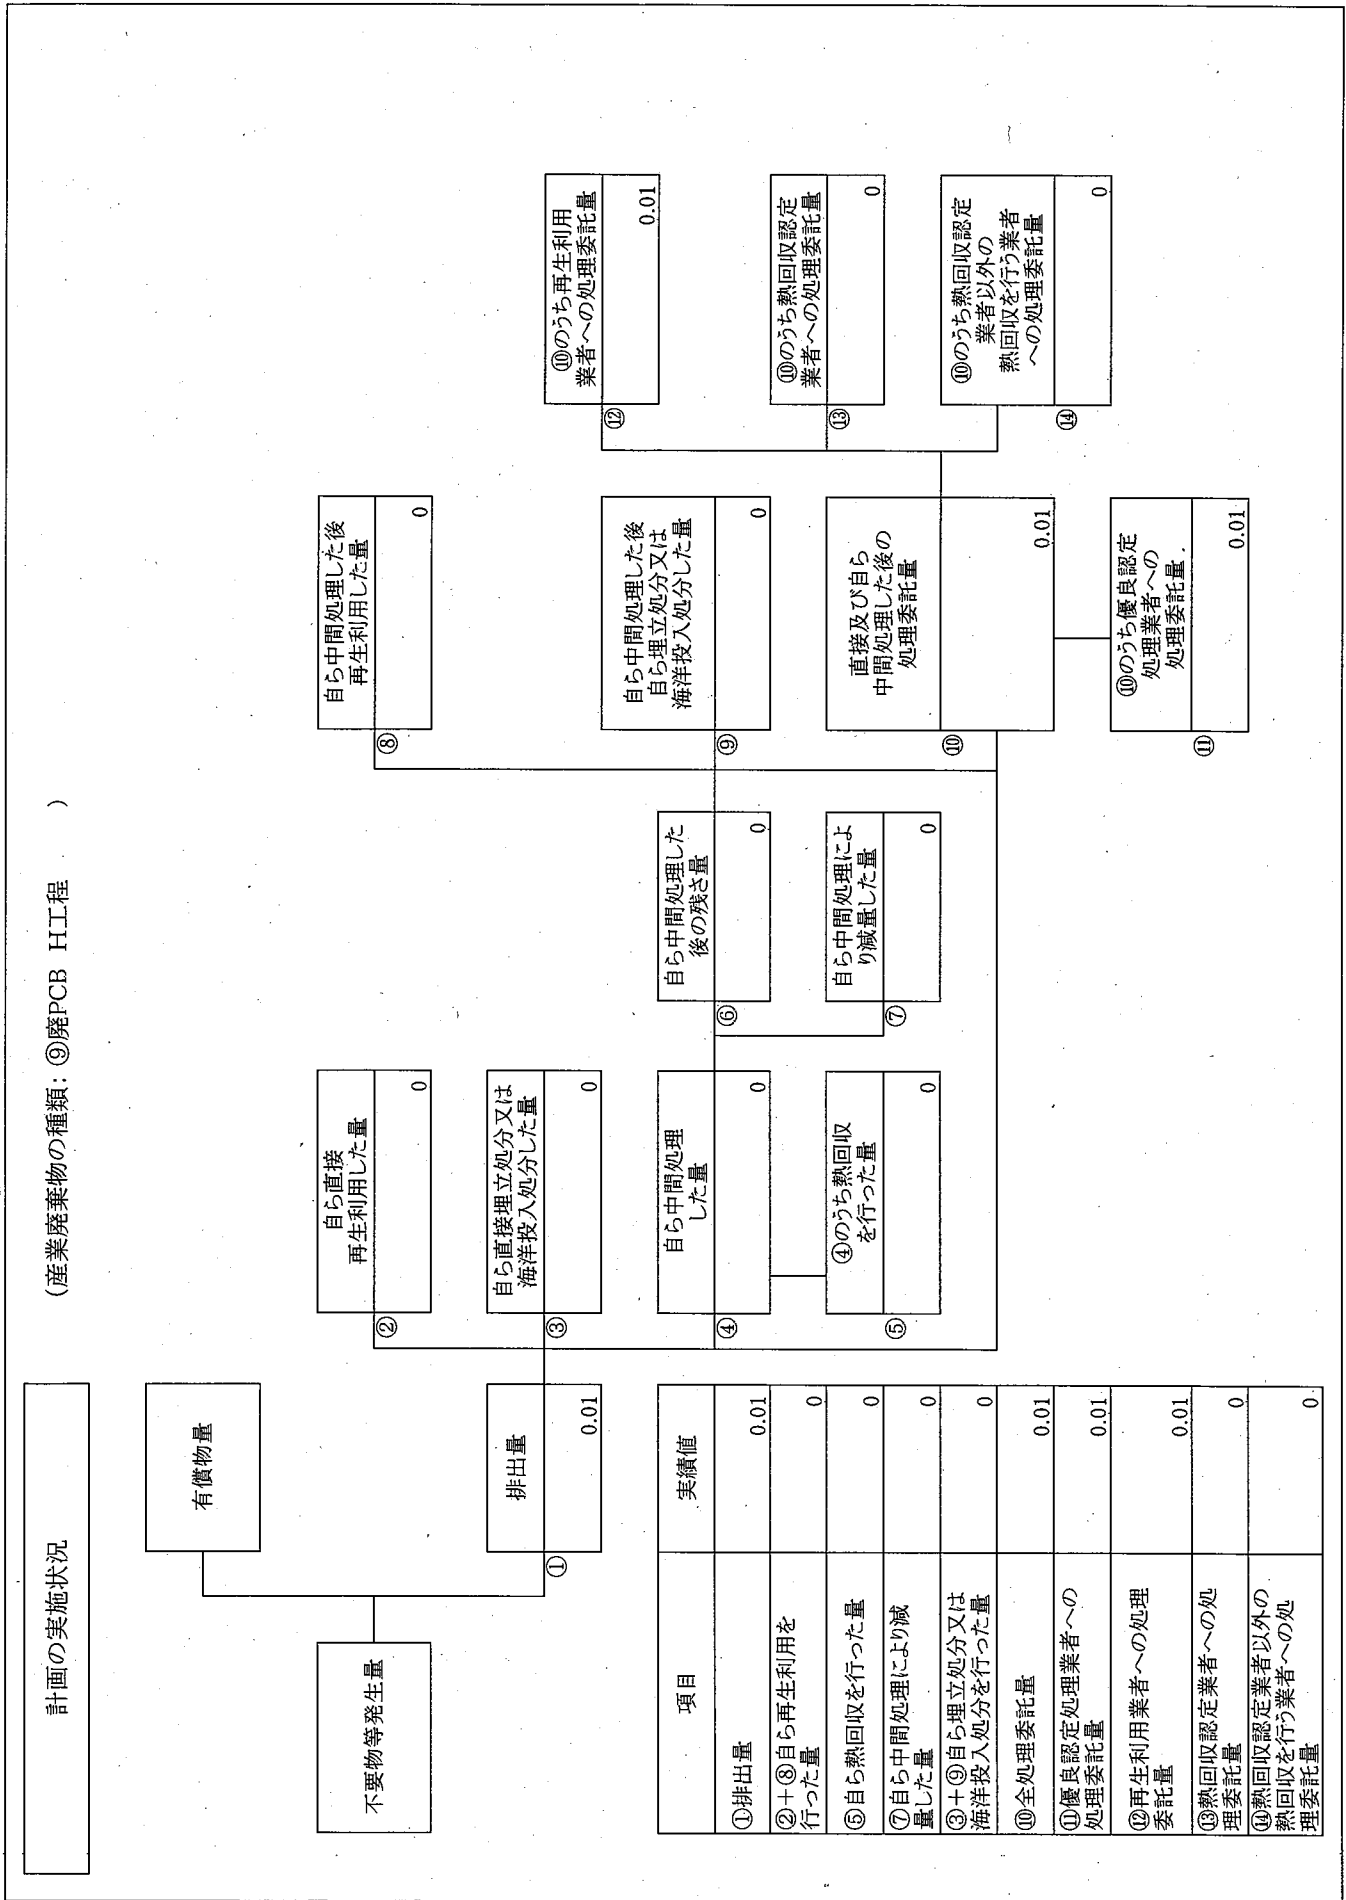 計画の実施状況
(産業廃棄物の種類：⑨廃PCB H工程 )
不要物等発生量
有償物量
①
排出量
0.01
②
自ら直接
再生利用した量
0
③
自ら直接埋立処分又は
海洋投入処分した量
0
④
自ら中間処理
した量
0
⑤
④のうち熱回収
を行った量
0
⑥
自ら中間処理した
後の残さ量
0
⑦
自ら中間処理によ
り減量した量
0
⑧
自ら中間処理した後
再生利用した量
0
⑨
自ら中間処理した後
自ら埋立処分又は
海洋投入処分した量
0
⑩
直接及び自ら
中間処理した後の
処理委託量
0.01
⑪
⑩のうち優良認定
処理業者への
処理委託量
0.01
⑫
⑩のうち再生利用
業者への処理委託量
0.01
⑬
⑩のうち熱回収認定
業者への処理委託量
0
⑭
⑩のうち熱回収認定
業者以外の
熱回収を行う業者
への処理委託量
0
項目 実績値
①排出量 0.01
②+⑧自ら再生利用を
行った量 0
⑤自ら熱回収を行った量 0
⑦自ら中間処理により減
量した量 0
③+⑨自ら埋立処分又は
海洋投入処分を行った量 0
⑩全処理委託量 0.01
⑪優良認定処理業者への
処理委託量 0.01
⑫再生利用業者への処理
委託量 0.01
⑬熱回収認定業者への処
理委託量 0
⑭熱回収認定業者以外の
熱回収を行う業者への処
理委託量 0